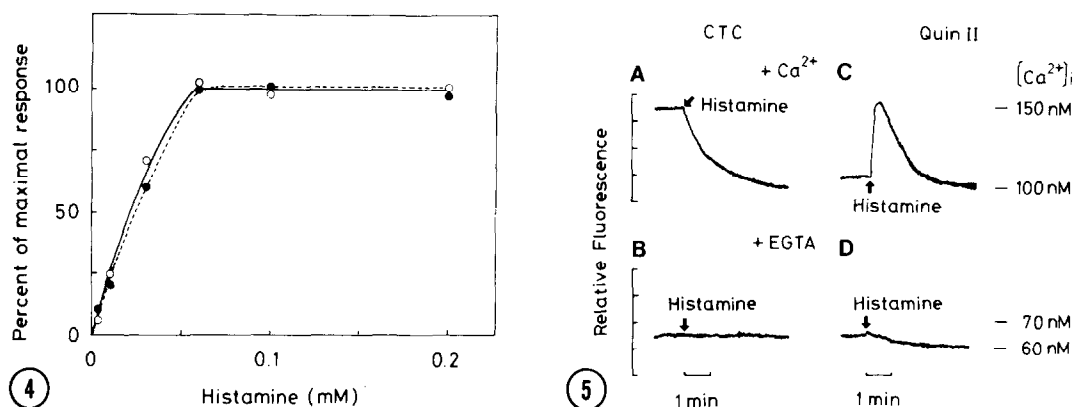 Percent of maximal response
100
50
0
0
0.1
0.2
Histamine (mM)
4
CTC
Quin II
A
+ Ca²⁺
C
[Ca²⁺]i
Histamine
150 nM
Histamine
100 nM
Relative Fluorescence
+ EGTA
B
D
Histamine
Histamine
70 nM
60 nM
1 min
1 min
5